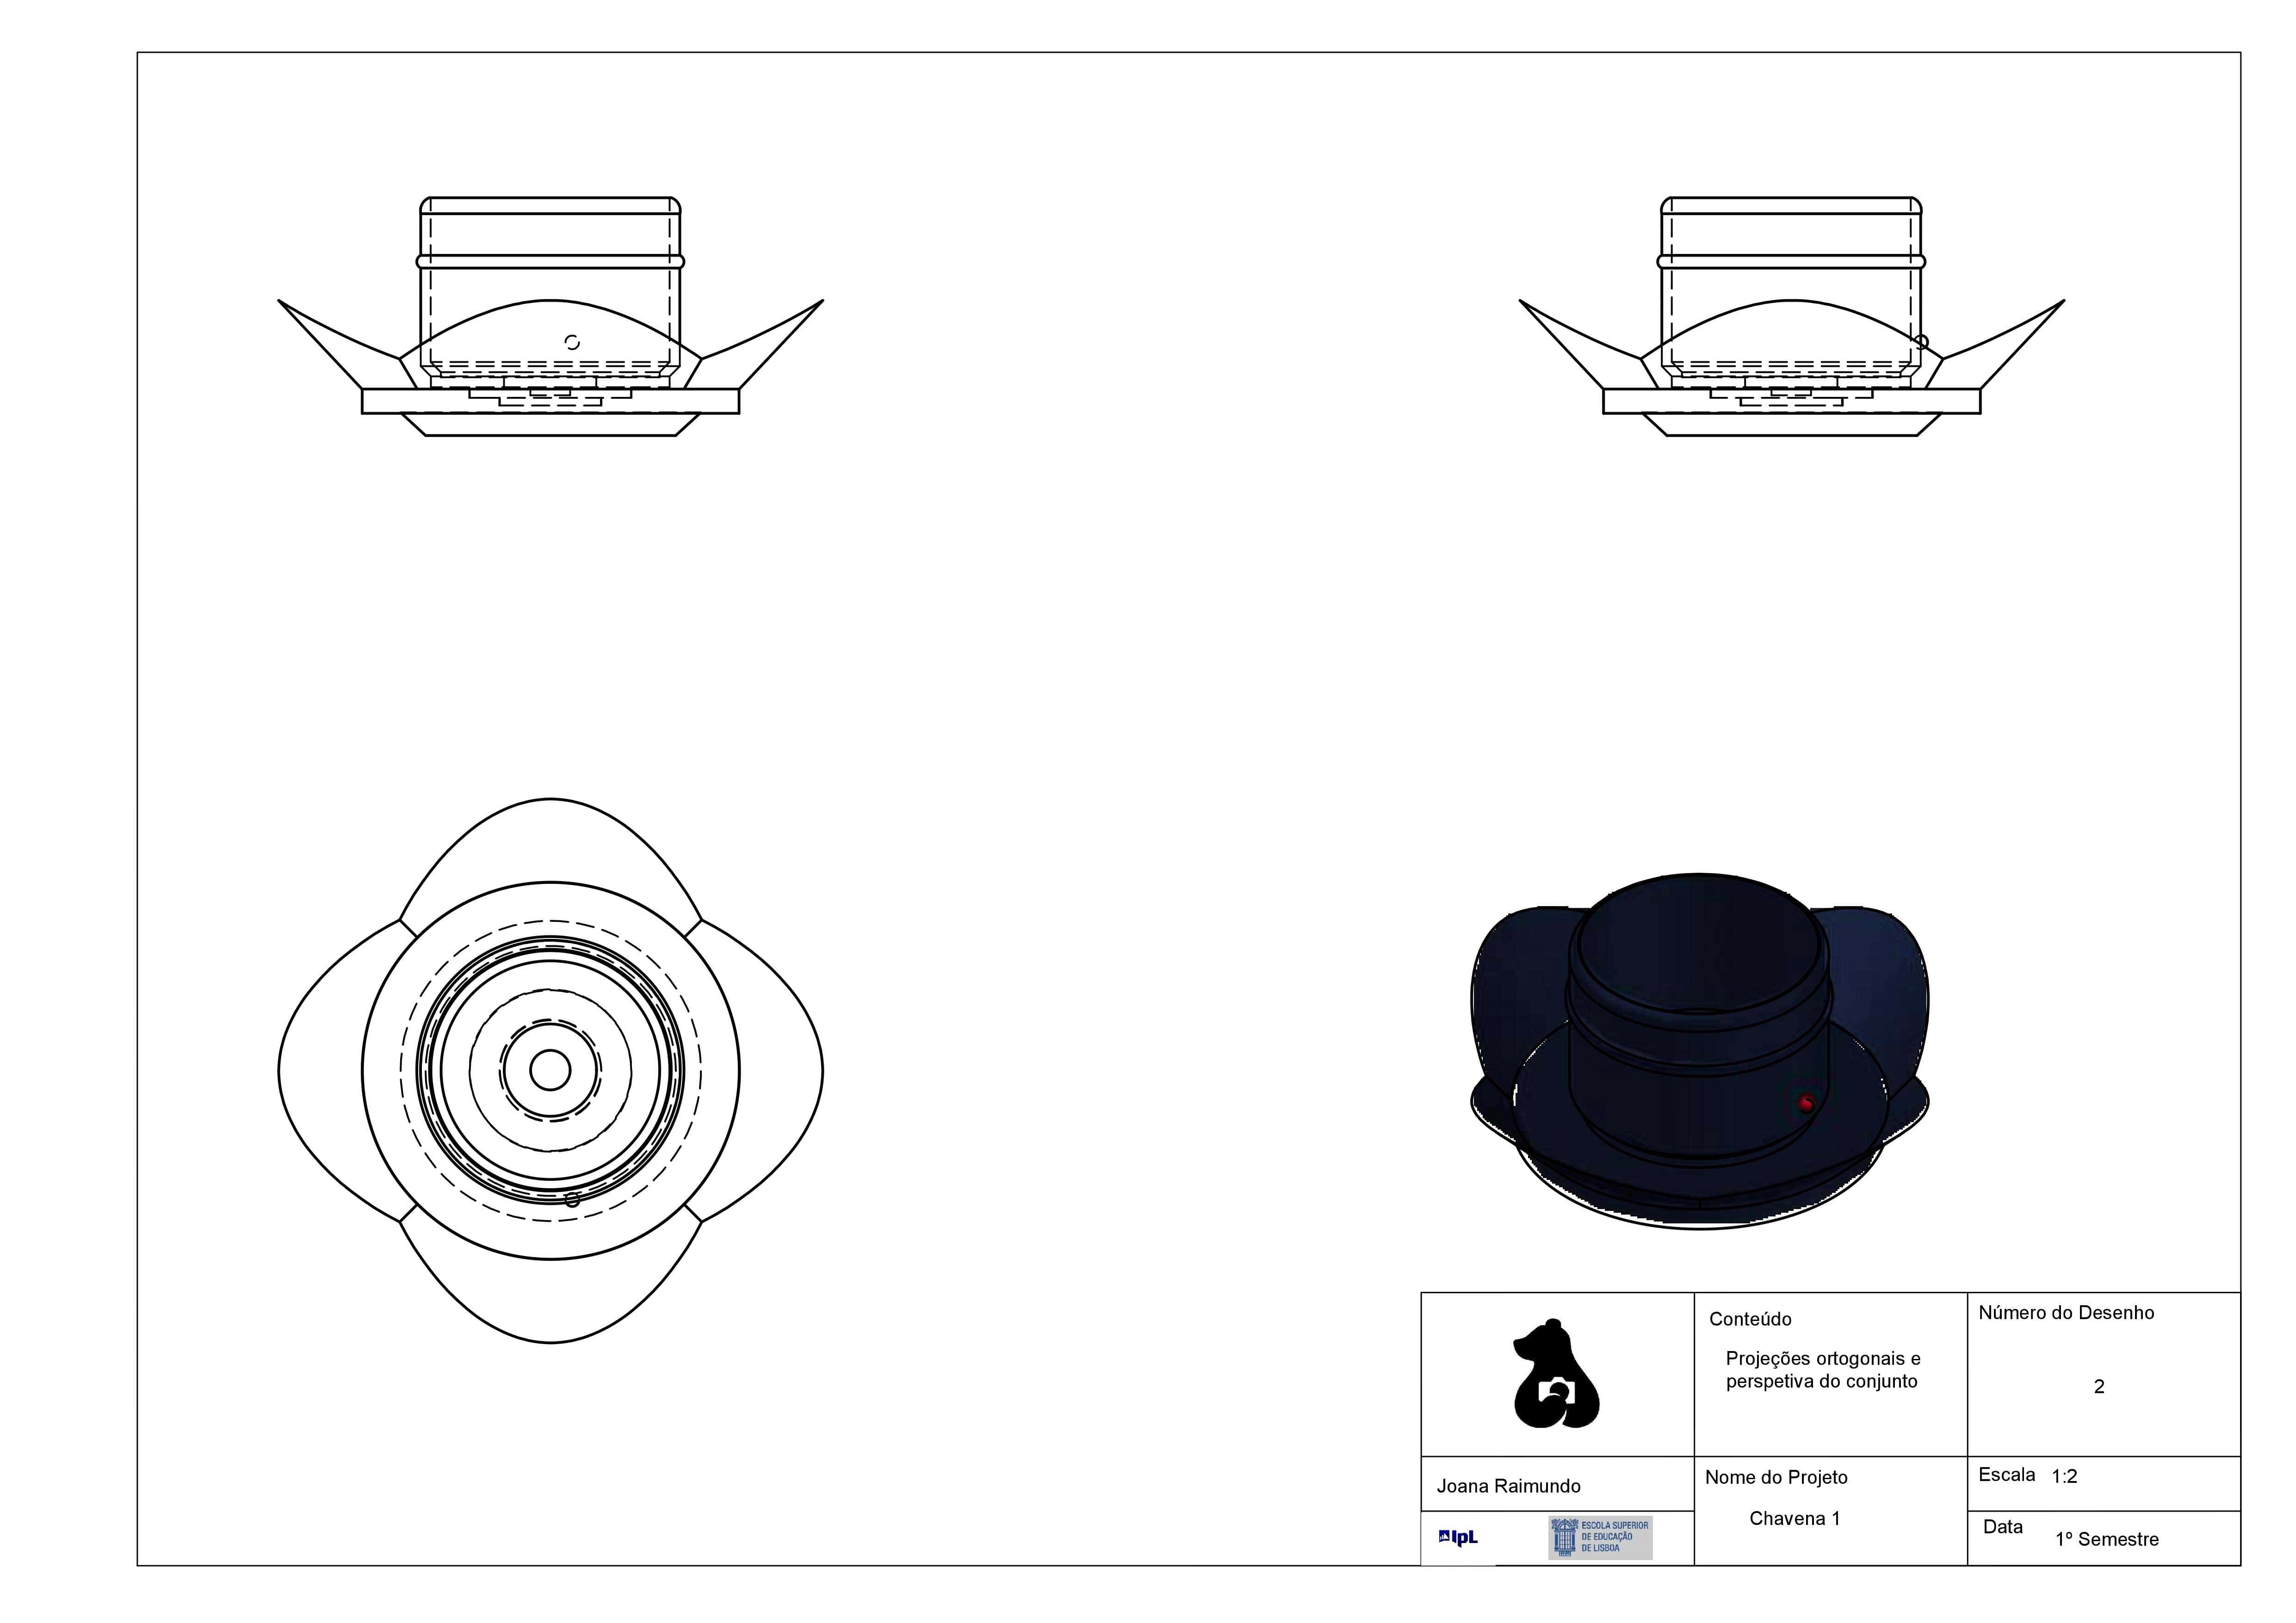 Conteúdo
Projeções ortogonais e
perspetiva do conjunto
Número do Desenho
2
Joana Raimundo
Nome do Projeto
Chavena 1
Escala 1:2
Data
1º Semestre
IpL
ESCOLA SUPERIOR
DE EDUCAÇÃO
DE LISBOA